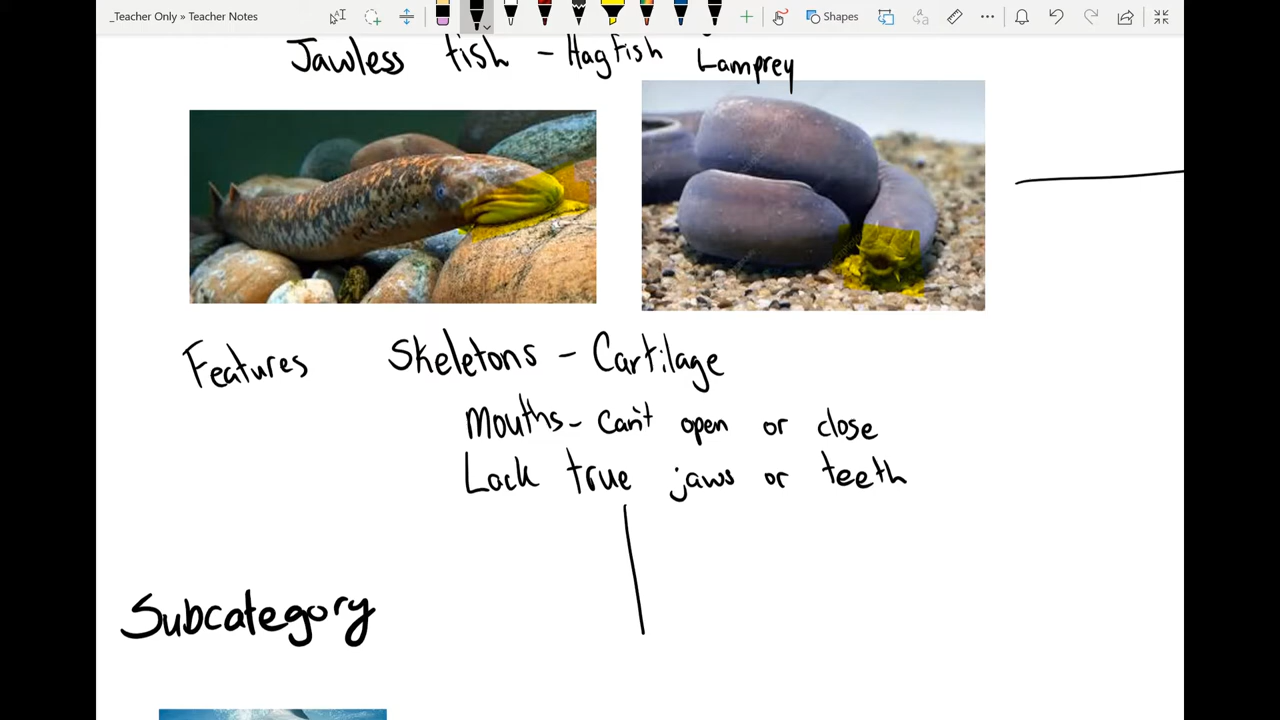 _Teacher Only » Teacher Notes
Shapes
Jawless fish - Hagfish
Lamprey
Features Skeletons - Cartilage
Mouths - Can't open or close
Lack true jaws or teeth
Subcategory